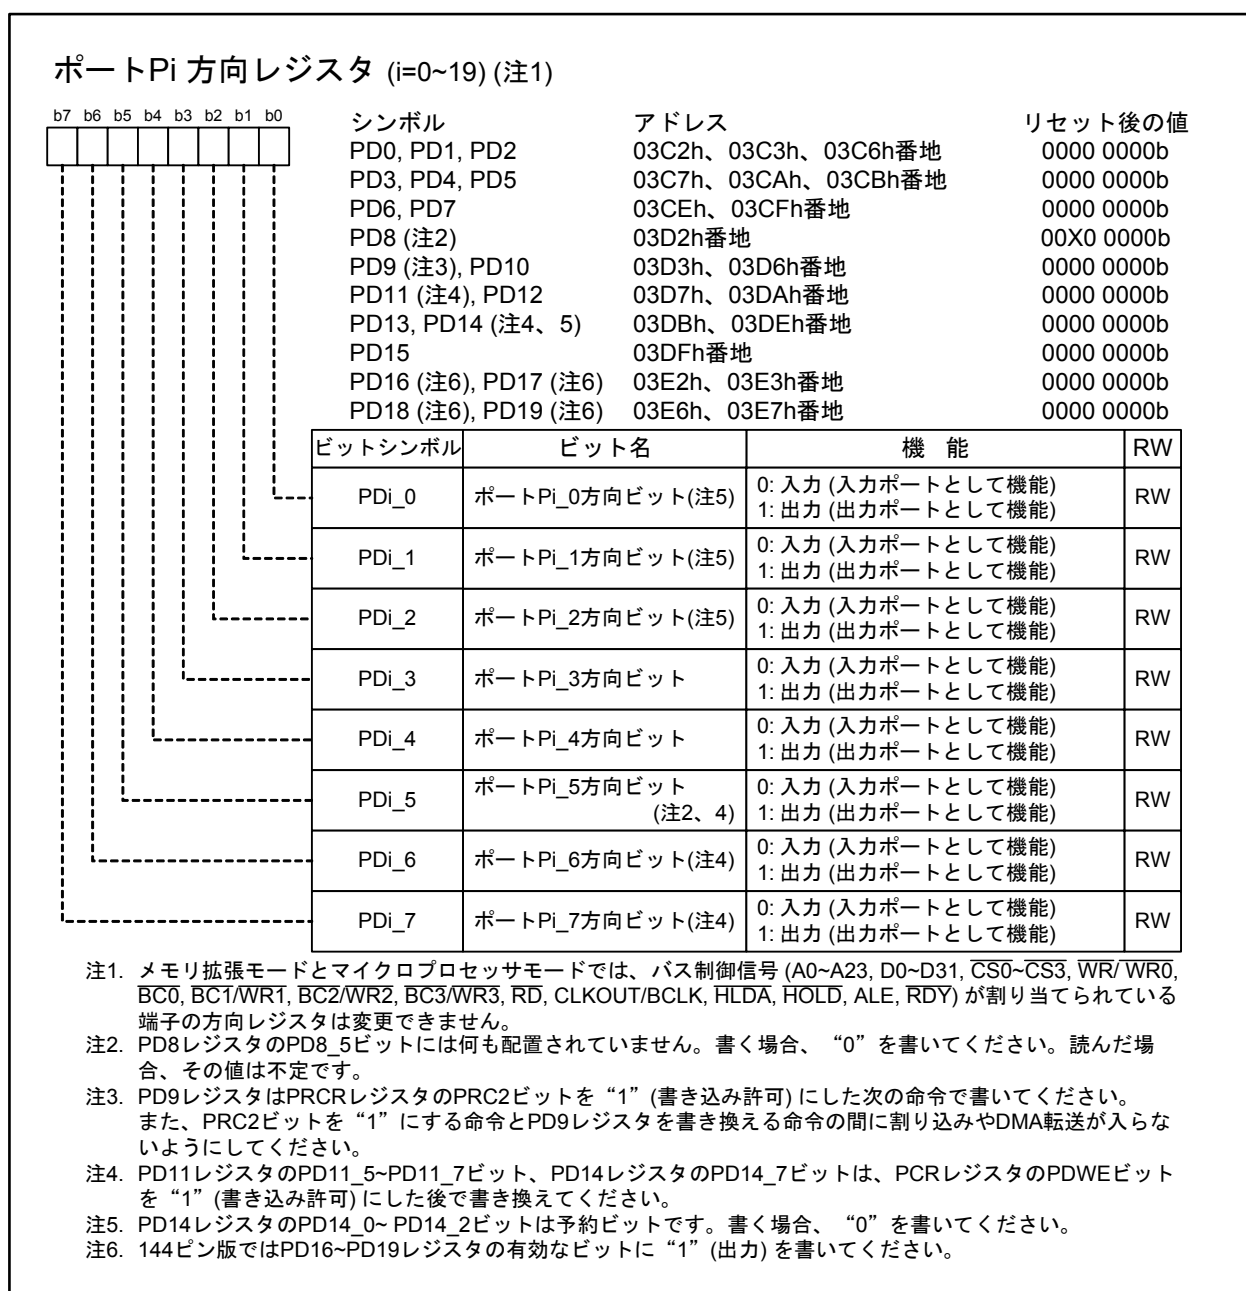 ポートPi 方向レジスタ (i=0~19) (注1)
b7 b6 b5 b4 b3 b2 b1 b0
シンボル アドレス リセット後の値
PD0, PD1, PD2 03C2h、03C3h、03C6h番地 0000 0000b
PD3, PD4, PD5 03C7h、03CAh、03CBh番地 0000 0000b
PD6, PD7 03CEh、03CFh番地 0000 0000b
PD8 (注2) 03D2h番地 00X0 0000b
PD9 (注3), PD10 03D3h、03D6h番地 0000 0000b
PD11 (注4), PD12 03D7h、03DAh番地 0000 0000b
PD13, PD14 (注4、5) 03DBh、03DEh番地 0000 0000b
PD15 03DFh番地 0000 0000b
PD16 (注6), PD17 (注6) 03E2h、03E3h番地 0000 0000b
PD18 (注6), PD19 (注6) 03E6h、03E7h番地 0000 0000b
ビットシンボル ビット名 機 能 RW
PDi_0 ポートPi_0方向ビット(注5) 0: 入力 (入力ポートとして機能) RW
1: 出力 (出力ポートとして機能)
PDi_1 ポートPi_1方向ビット(注5) 0: 入力 (入力ポートとして機能) RW
1: 出力 (出力ポートとして機能)
PDi_2 ポートPi_2方向ビット(注5) 0: 入力 (入力ポートとして機能) RW
1: 出力 (出力ポートとして機能)
PDi_3 ポートPi_3方向ビット 0: 入力 (入力ポートとして機能) RW
1: 出力 (出力ポートとして機能)
PDi_4 ポートPi_4方向ビット 0: 入力 (入力ポートとして機能) RW
1: 出力 (出力ポートとして機能)
PDi_5 ポートPi_5方向ビット 0: 入力 (入力ポートとして機能) RW
(注2、4) 1: 出力 (出力ポートとして機能)
PDi_6 ポートPi_6方向ビット(注4) 0: 入力 (入力ポートとして機能) RW
1: 出力 (出力ポートとして機能)
PDi_7 ポートPi_7方向ビット(注4) 0: 入力 (入力ポートとして機能) RW
1: 出力 (出力ポートとして機能)
注1. メモリ拡張モードとマイクロプロセッサモードでは、バス制御信号 (A0~A23, D0~D31, CS0~CS3, WR/ WR0,
BC0, BC1/WR1, BC2/WR2, BC3/WR3, RD, CLKOUT/BCLK, HLDA, HOLD, ALE, RDY) が割り当てられている
端子の方向レジスタは変更できません。
注2. PD8レジスタのPD8_5ビットには何も配置されていません。書く場合、“0”を書いてください。読んだ場
合、その値は不定です。
注3. PD9レジスタはPRCRレジスタのPRC2ビットを“1”(書き込み許可) にした次の命令で書いてください。
また、PRC2ビットを“1”にする命令とPD9レジスタを書き換える命令の間に割り込みやDMA転送が入らな
いようにしてください。
注4. PD11レジスタのPD11_5~PD11_7ビット、PD14レジスタのPD14_7ビットは、PCRレジスタのPDWEビット
を“1”(書き込み許可) にした後で書き換えてください。
注5. PD14レジスタのPD14_0~ PD14_2ビットは予約ビットです。書く場合、“0”を書いてください。
注6. 144ピン版ではPD16~PD19レジスタの有効なビットに“1”(出力) を書いてください。